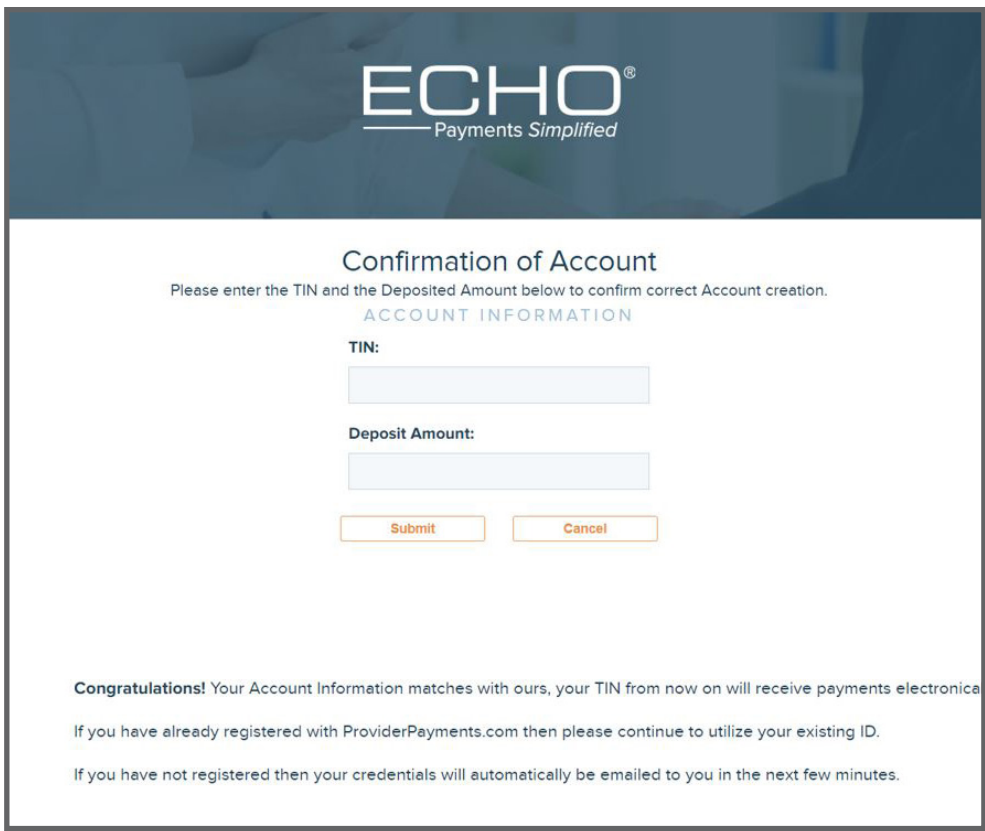 ECHO®
Payments Simplified
Confirmation of Account
Please enter the TIN and the Deposited Amount below to confirm correct Account creation.
ACCOUNT INFORMATION
TIN:
Deposit Amount:
Submit Cancel
Congratulations! Your Account Information matches with ours, your TIN from now on will receive payments electronica
If you have already registered with ProviderPayments.com then please continue to utilize your existing ID.
If you have not registered then your credentials will automatically be emailed to you in the next few minutes.